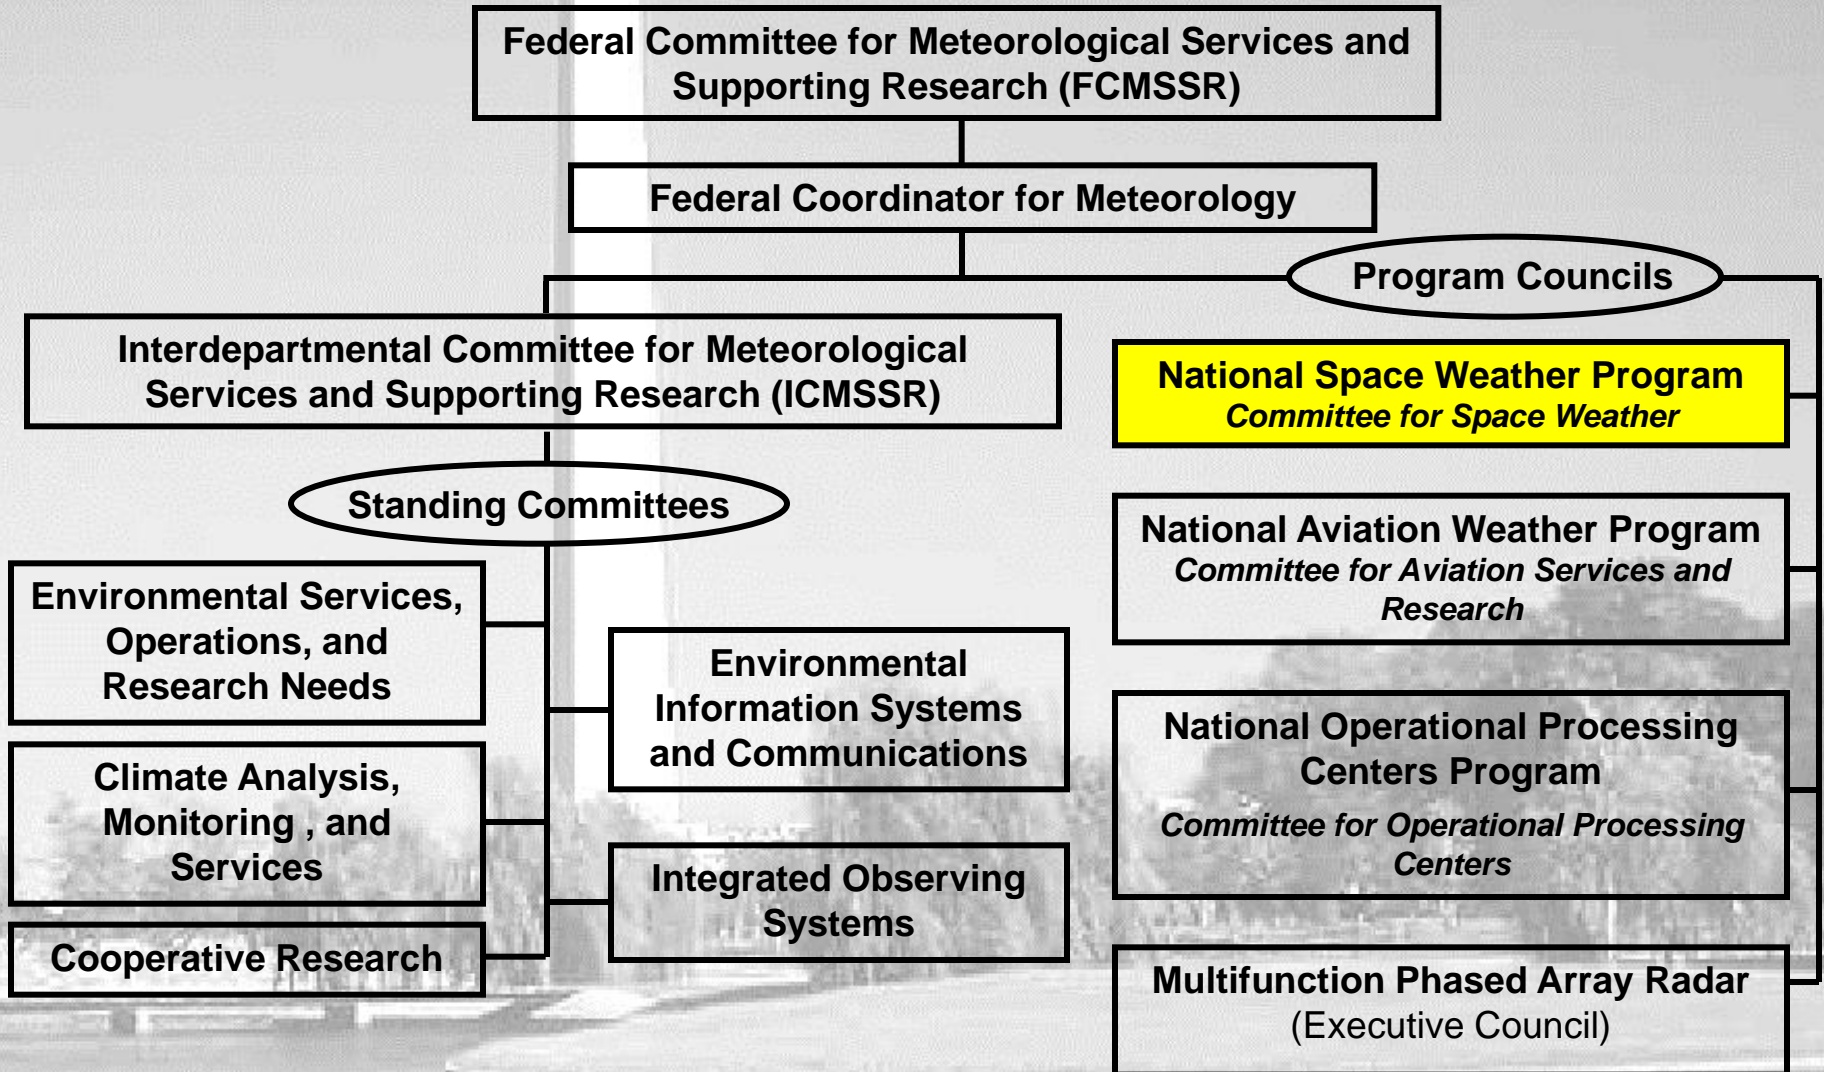 Federal Committee for Meteorological Services and
Supporting Research (FCMSSR)
Federal Coordinator for Meteorology
Program Councils
Interdepartmental Committee for Meteorological
Services and Supporting Research (ICMSSR)
Standing Committees
Environmental Services,
Operations, and
Research Needs
Climate Analysis,
Monitoring , and
Services
Cooperative Research
Environmental
Information Systems
and Communications
Integrated Observing
Systems
National Space Weather Program
Committee for Space Weather
National Aviation Weather Program
Committee for Aviation Services and
Research
National Operational Processing
Centers Program
Committee for Operational Processing
Centers
Multifunction Phased Array Radar
(Executive Council)